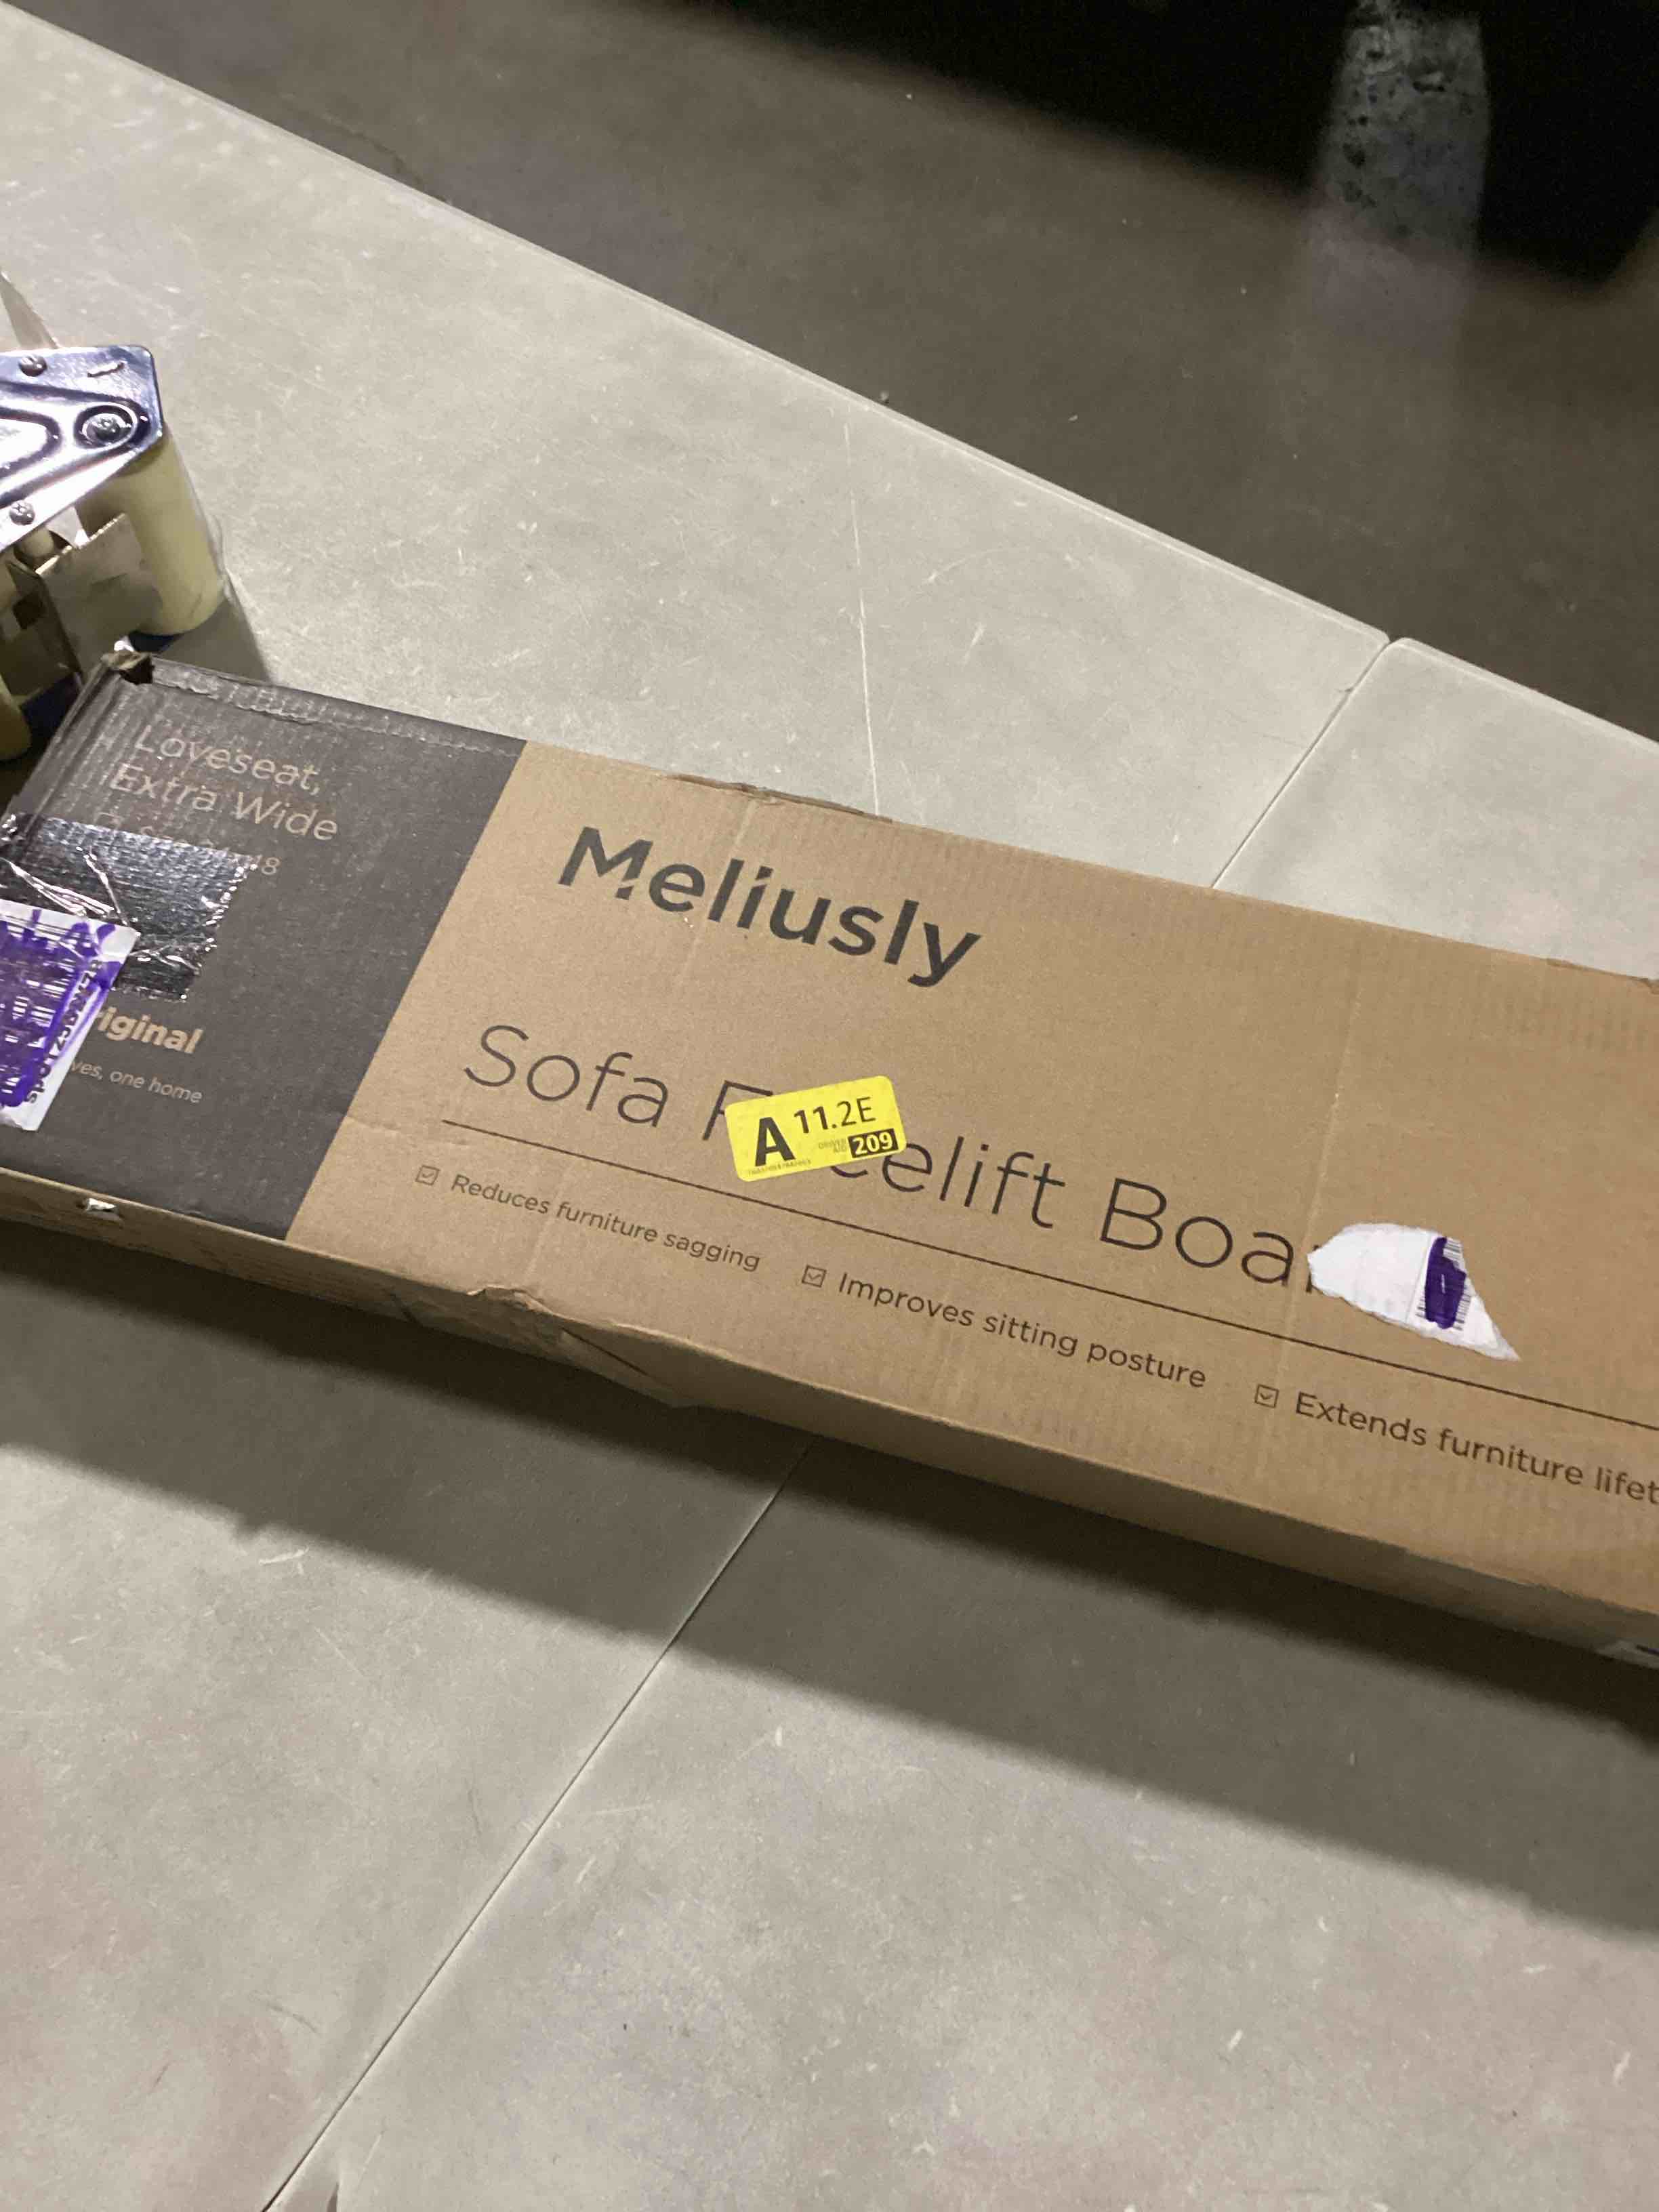 Loveseat,
Extra Wide
Meliusly
Sofa F celift Boa
A 11.2E
209
riginal
ves, one home
Reduces furniture sagging
Improves sitting posture
Extends furniture lifet